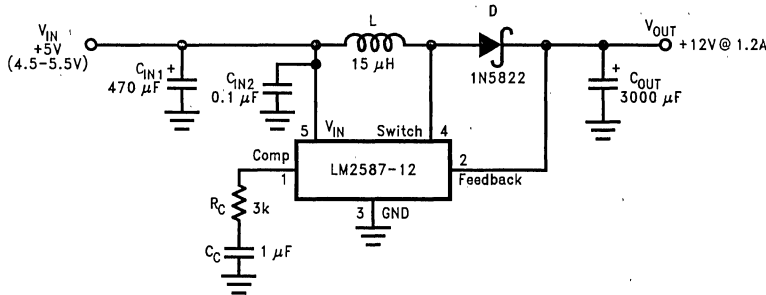 L
D
VIN
+5V
(4.5–5.5V)
VOUT
+12V @ 1.2A
15 μH
1N5822
CIN1 +
470 μF
CIN2
0.1 μF
+
COUT
3000 μF
5 VIN Switch 4
Comp
1
LM2587-12
2
Feedback
RC 3k
3 GND
CC 1 μF